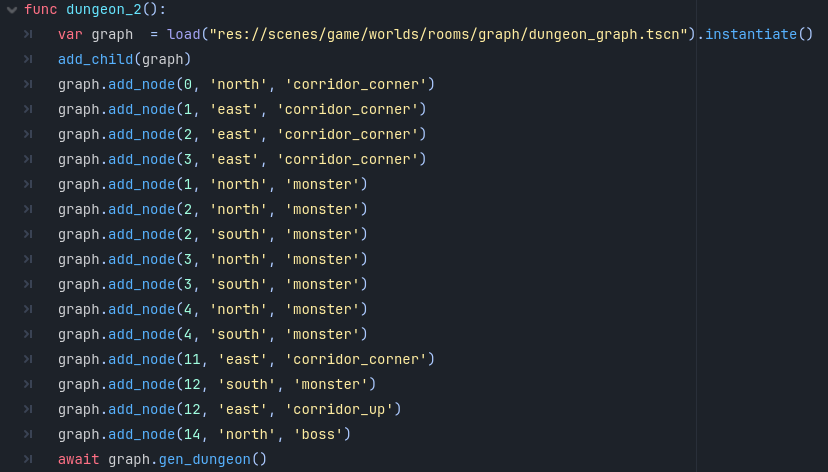 func dungeon_2():
var graph  = load("res://scenes/game/worlds/rooms/graph/dungeon_graph.tscn").instantiate()
add_child(graph)
graph.add_node(0, 'north', 'corridor_corner')
graph.add_node(1, 'east', 'corridor_corner')
graph.add_node(2, 'east', 'corridor_corner')
graph.add_node(3, 'east', 'corridor_corner')
graph.add_node(1, 'north', 'monster')
graph.add_node(2, 'north', 'monster')
graph.add_node(2, 'south', 'monster')
graph.add_node(3, 'north', 'monster')
graph.add_node(3, 'south', 'monster')
graph.add_node(4, 'north', 'monster')
graph.add_node(4, 'south', 'monster')
graph.add_node(11, 'east', 'corridor_corner')
graph.add_node(12, 'south', 'monster')
graph.add_node(12, 'east', 'corridor_up')
graph.add_node(14, 'north', 'boss')
await graph.gen_dungeon()